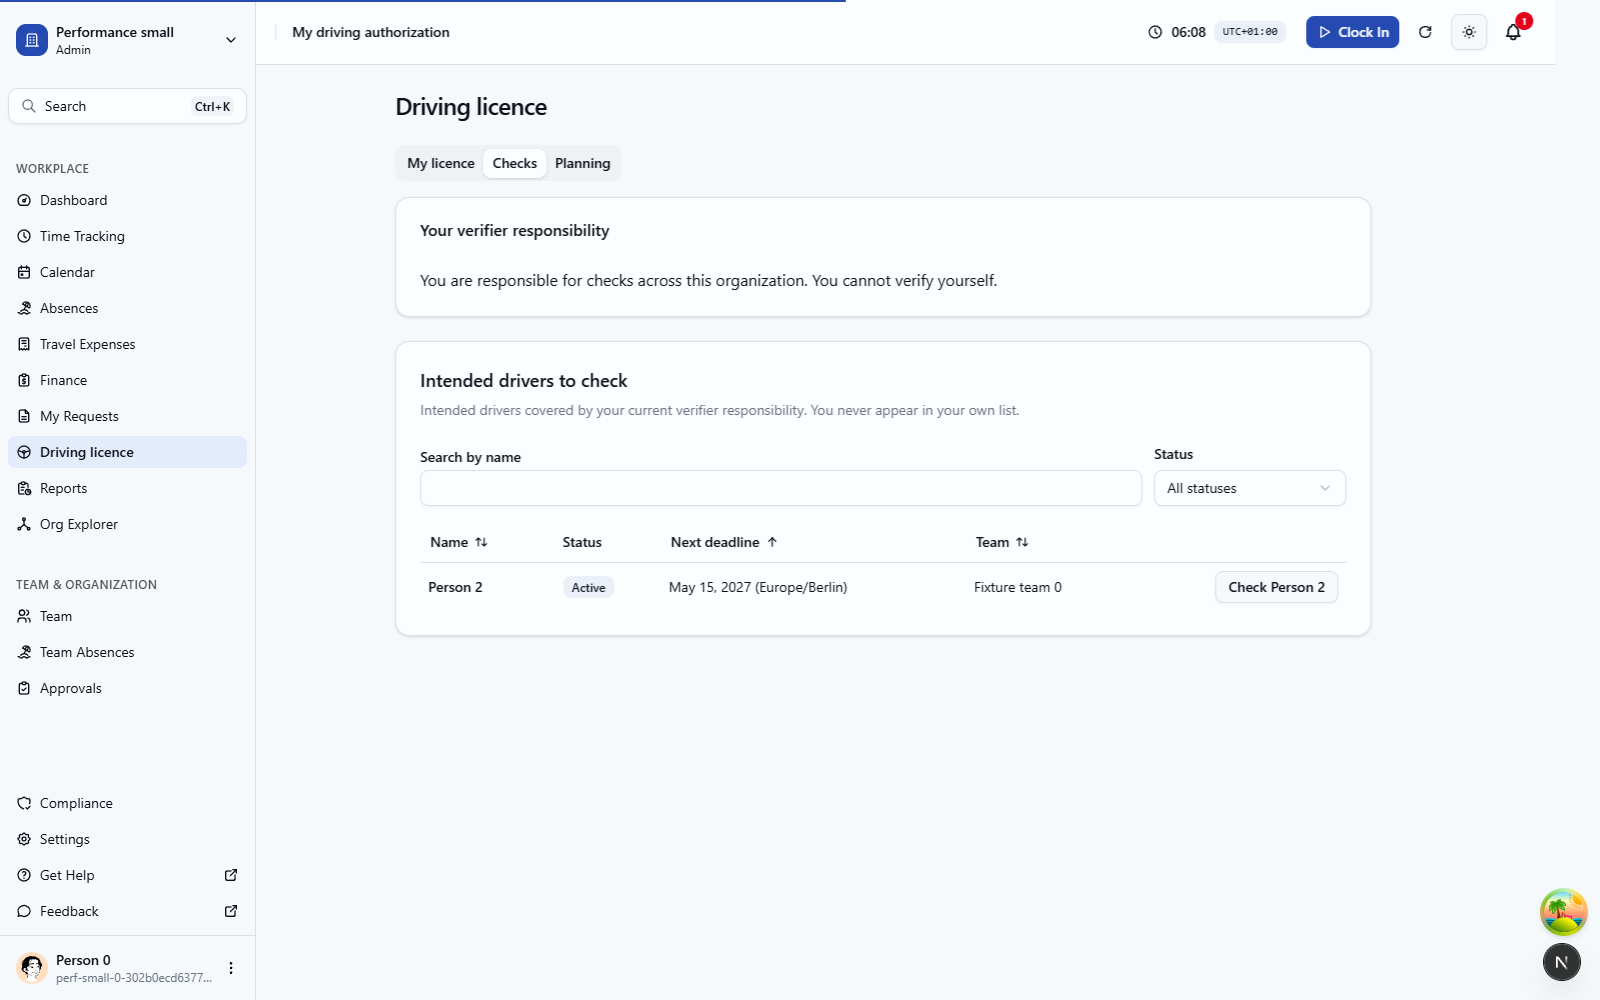 Performance small
Admin
Search Ctrl+K
WORKPLACE
Dashboard
Time Tracking
Calendar
Absences
Travel Expenses
Finance
My Requests
Driving licence
Reports
Org Explorer
TEAM & ORGANIZATION
Team
Team Absences
Approvals
Compliance
Settings
Get Help
Feedback
Person 0
perf-small-0-302b0ecd6377...
My driving authorization
06:08 UTC+01:00 Clock In 1
Driving licence
My licence Checks Planning
Your verifier responsibility
You are responsible for checks across this organization. You cannot verify yourself.
Intended drivers to check
Intended drivers covered by your current verifier responsibility. You never appear in your own list.
Search by name
Status
All statuses
Name Status Next deadline Team
Person 2 Active May 15, 2027 (Europe/Berlin) Fixture team 0 Check Person 2
N